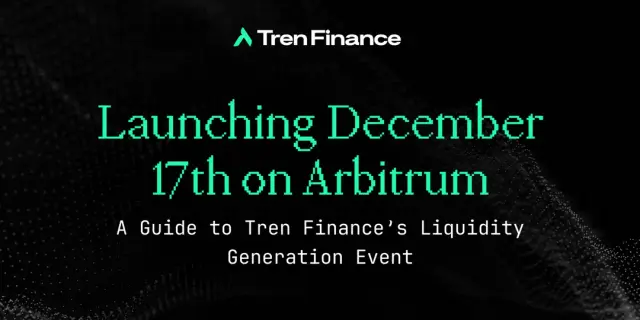 Tren Finance
Launching December
17th on Arbitrum
A Guide to Tren Finance’s Liquidity
Generation Event